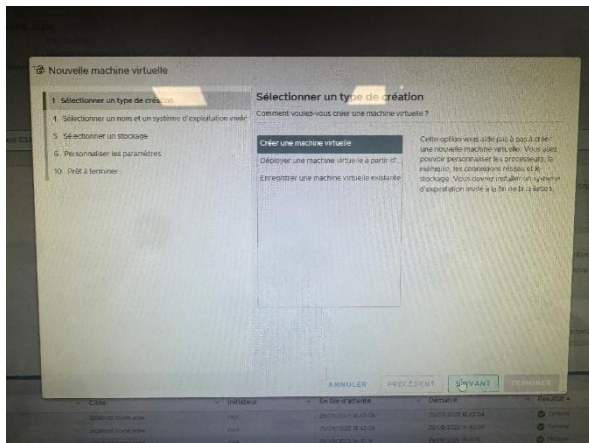 Nouvelle machine virtuelle
1 Sélectionner un type de création
4 Sélectionner un nom et un système d'exploitation invité
5 Sélectionner un stockage
6 Personnaliser les paramètres
10 Prêt à terminer
Sélectionner un type de création
Comment voulez-vous créer une machine virtuelle ?
Créer une machine virtuelle
Déployer une machine virtuelle à partir d'...
Enregistrer une machine virtuelle existante
Cette option vous aide pas à pas à créer
une nouvelle machine virtuelle. Vous allez
pouvoir personnaliser les processeurs, la
mémoire, les connexions réseau et le
stockage. Vous devrez installer un système
d'exploitation invité à la fin de la création.
ANNULER PRÉCÉDENT SUIVANT TERMINER
Cible Initiateur En file d'attente Démarré Résultat